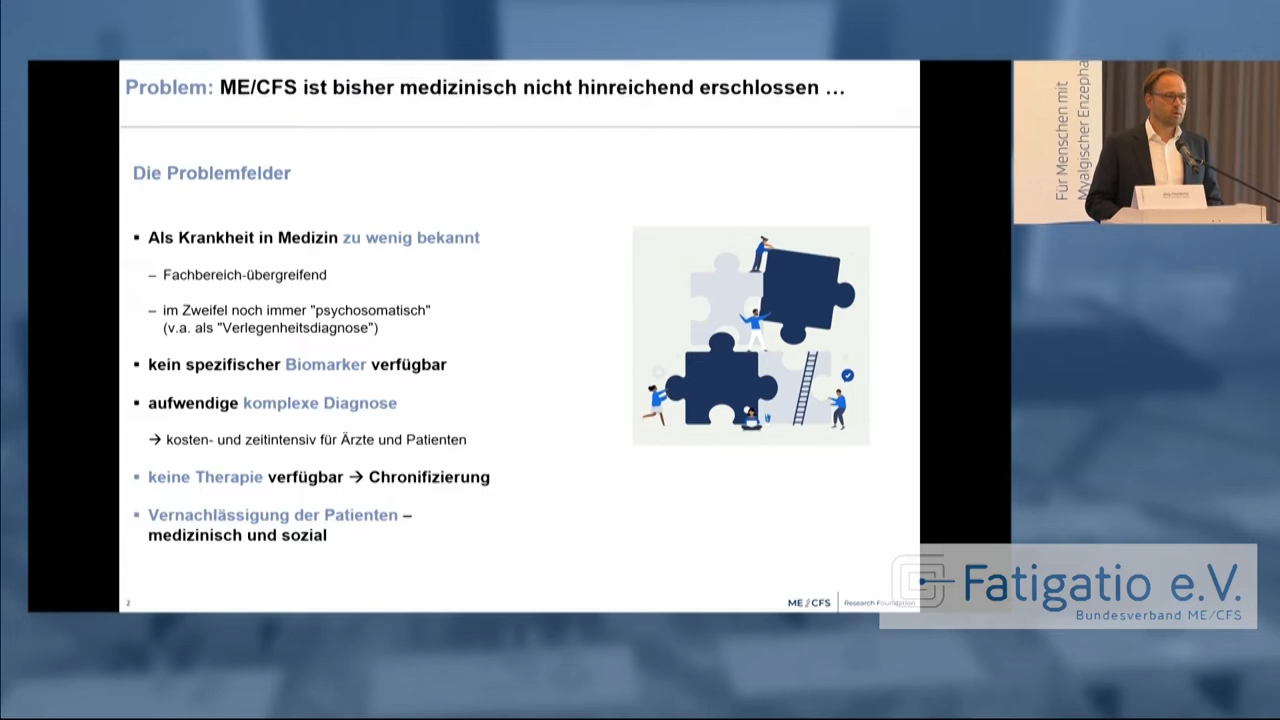 Problem: ME/CFS ist bisher medizinisch nicht hinreichend erschlossen …
Die Problemfelder
▪ Als Krankheit in Medizin zu wenig bekannt
– Fachbereich-übergreifend
– im Zweifel noch immer "psychosomatisch"
(v.a. als "Verlegenheitsdiagnose")
▪ kein spezifischer Biomarker verfügbar
▪ aufwendige komplexe Diagnose
→ kosten- und zeitintensiv für Ärzte und Patienten
▪ keine Therapie verfügbar → Chronifizierung
▪ Vernachlässigung der Patienten –
medizinisch und sozial
2
ME/CFS Research Foundation
Für Menschen mit
Myalgischer Enzepha
Fatigatio e.V.
Bundesverband ME/CFS